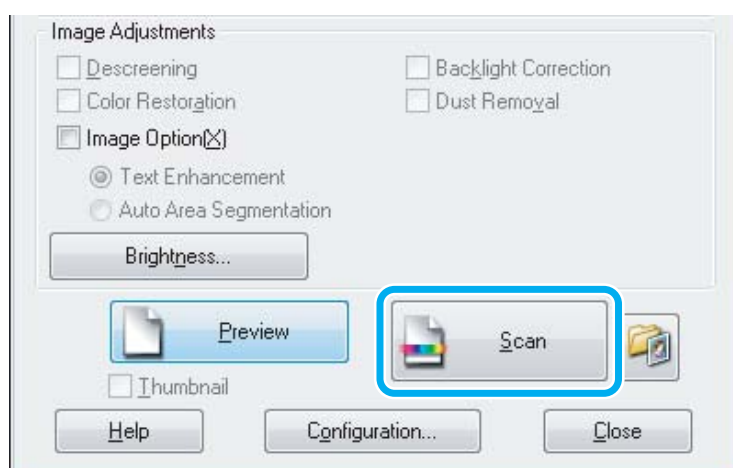 Image Adjustments
Descreening Backlight Correction
Color Restoration Dust Removal
Image Option(X)
Text Enhancement
Auto Area Segmentation
Brightness...
Preview Scan
Thumbnail
Help Configuration... Close